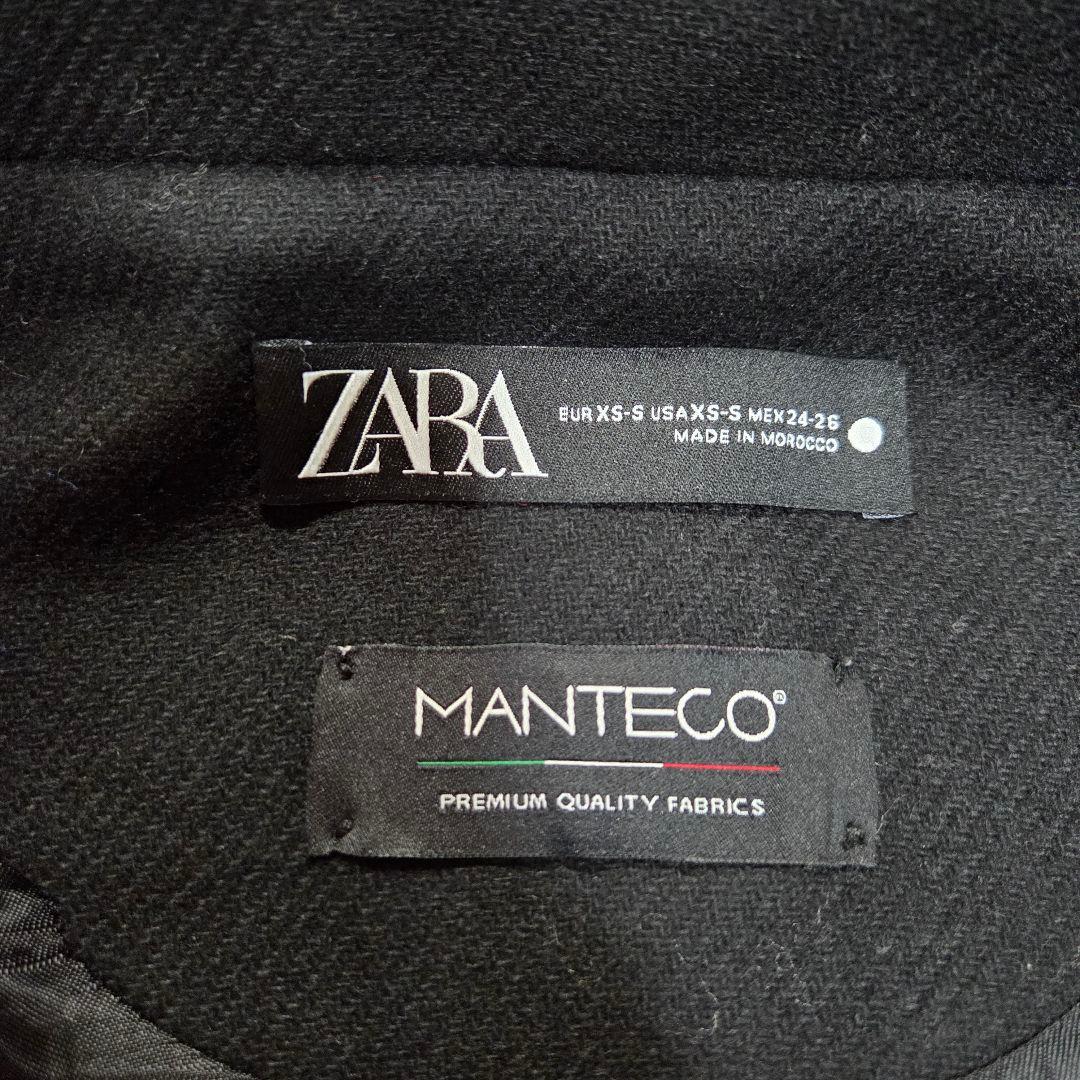 ZARA
EUR XS-S USA XS-S MEX 24-26
MADE IN MOROCCO
MANTECO®
PREMIUM QUALITY FABRICS